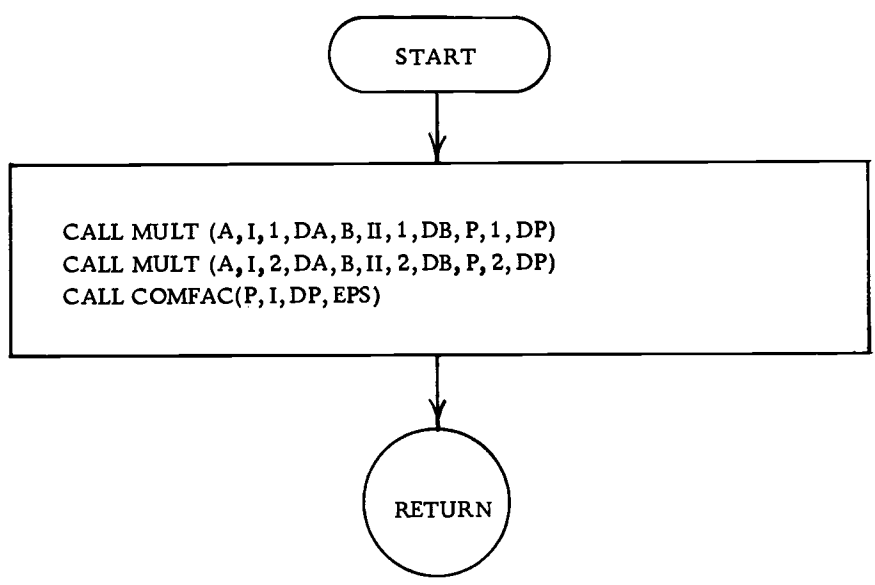 START
CALL MULT (A, I, 1, DA, B, II, 1, DB, P, 1, DP)
CALL MULT (A, I, 2, DA, B, II, 2, DB, P, 2, DP)
CALL COMFAC(P, I, DP, EPS)
RETURN